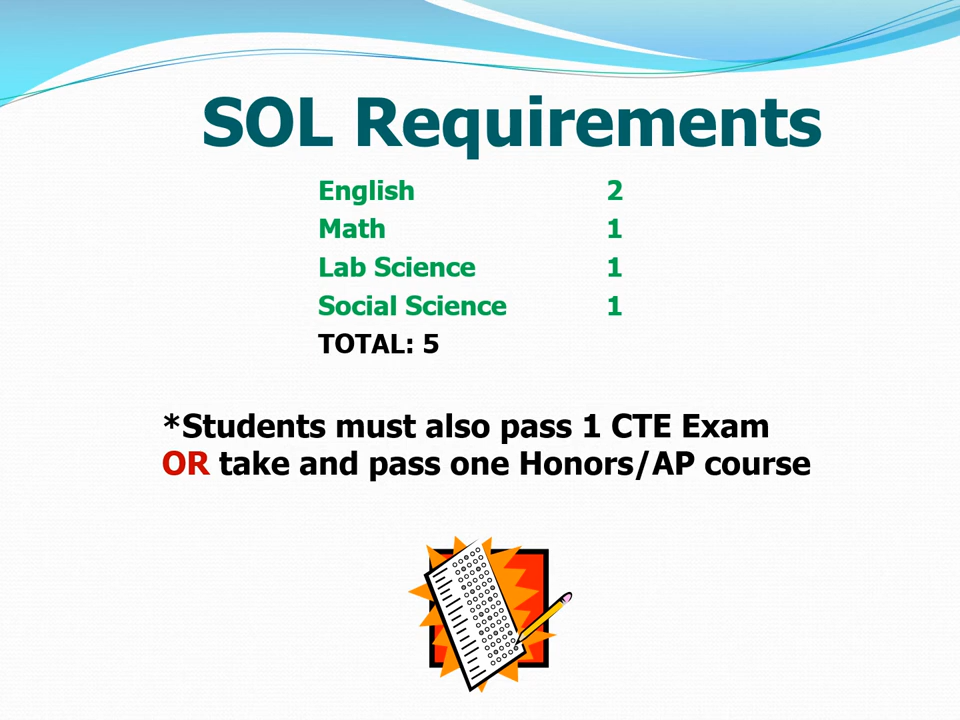 SOL Requirements
English 2
Math 1
Lab Science 1
Social Science 1
TOTAL: 5
*Students must also pass 1 CTE Exam
OR take and pass one Honors/AP course